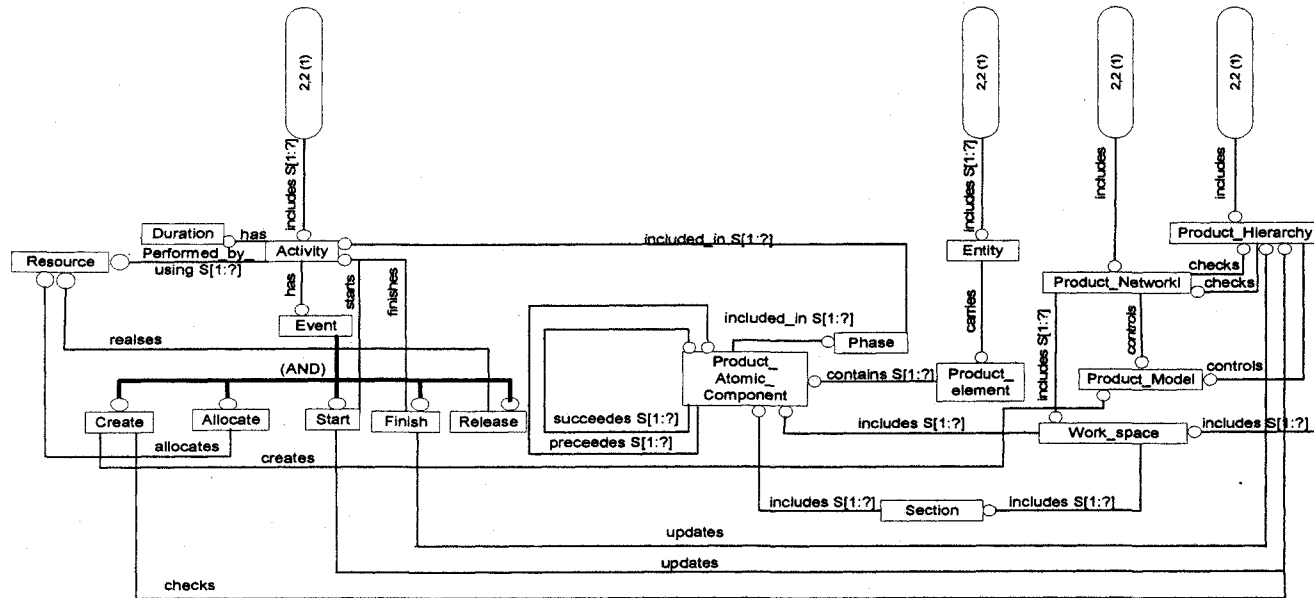 2,2 (1)
2,2 (1)
2,2 (1)
2,2 (1)
includes S[1:?]
includes S[1:?]
includes
includes
Duration
has
Performed_by_
using S[1:?]
Activity
Resource
included_in S[1:?]
Entity
Product_Hierarchy
Product_Networkl
checks
checks
has
starts
finishes
Event
carries
includes S[1:?]
controls
realses
included_in S[1:?]
Phase
(AND)
Product_
Atomic_
Component
contains S[1:?]
Product_
element
Product_Model
controls
Create
Allocate
Start
Finish
Release
succeedes S[1:?]
preceedes S[1:?]
includes S[1:?]
Work_space
includes S[1:?]
allocates
creates
includes S[1:?]
Section
includes S[1:?]
updates
updates
checks